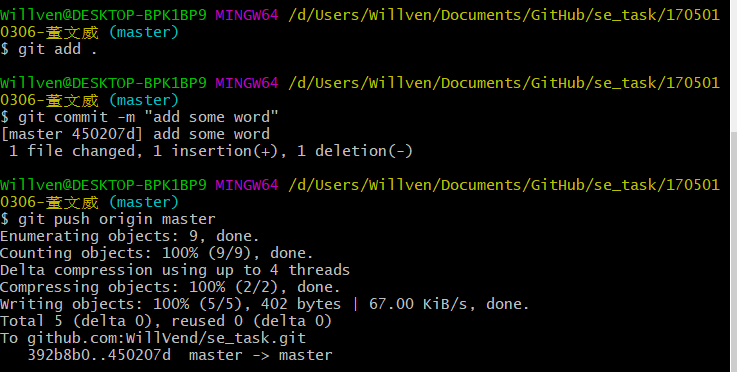 Willven@DESKTOP-BPK1BP9 MINGW64 /d/Users/Willven/Documents/GitHub/se_task/170501
0306-董文威 (master)
$ git add .
Willven@DESKTOP-BPK1BP9 MINGW64 /d/Users/Willven/Documents/GitHub/se_task/170501
0306-董文威 (master)
$ git commit -m "add some word"
[master 450207d] add some word
 1 file changed, 1 insertion(+), 1 deletion(-)
Willven@DESKTOP-BPK1BP9 MINGW64 /d/Users/Willven/Documents/GitHub/se_task/170501
0306-董文威 (master)
$ git push origin master
Enumerating objects: 9, done.
Counting objects: 100% (9/9), done.
Delta compression using up to 4 threads
Compressing objects: 100% (2/2), done.
Writing objects: 100% (5/5), 402 bytes | 67.00 KiB/s, done.
Total 5 (delta 0), reused 0 (delta 0)
To github.com:WillVend/se_task.git
   392b8b0..450207d  master -> master